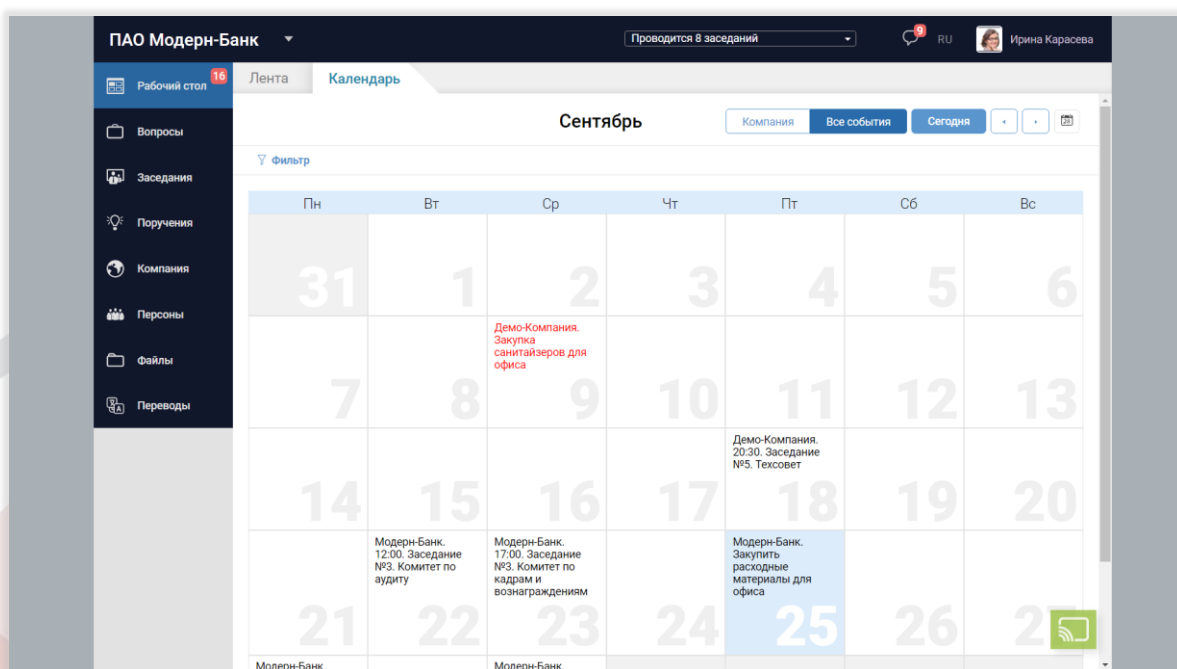 ПАО Модерн-Банк
Проводится 8 заседаний
9
RU
Ирина Карасева
Рабочий стол
16
Вопросы
Заседания
Поручения
Компания
Персоны
Файлы
Переводы
Лента
Календарь
Сентябрь
Компания
Все события
Сегодня
Фильтр
Пн Вт Ср Чт Пт Сб Вс
31 1 2 3 4 5 6
Демо-Компания.
Закупка
санитайзеров для
офиса
7 8 9 10 11 12 13
Демо-Компания.
20:30. Заседание
№5. Техсовет
14 15 16 17 18 19 20
Модерн-Банк.
12:00. Заседание
№3. Комитет по
аудиту
Модерн-Банк.
17:00. Заседание
№3. Комитет по
кадрам и
вознаграждениям
Модерн-Банк.
Закупить
расходные
материалы для
офиса
21 22 23 24 25 26
Модерн-Банк.
Модерн-Банк.